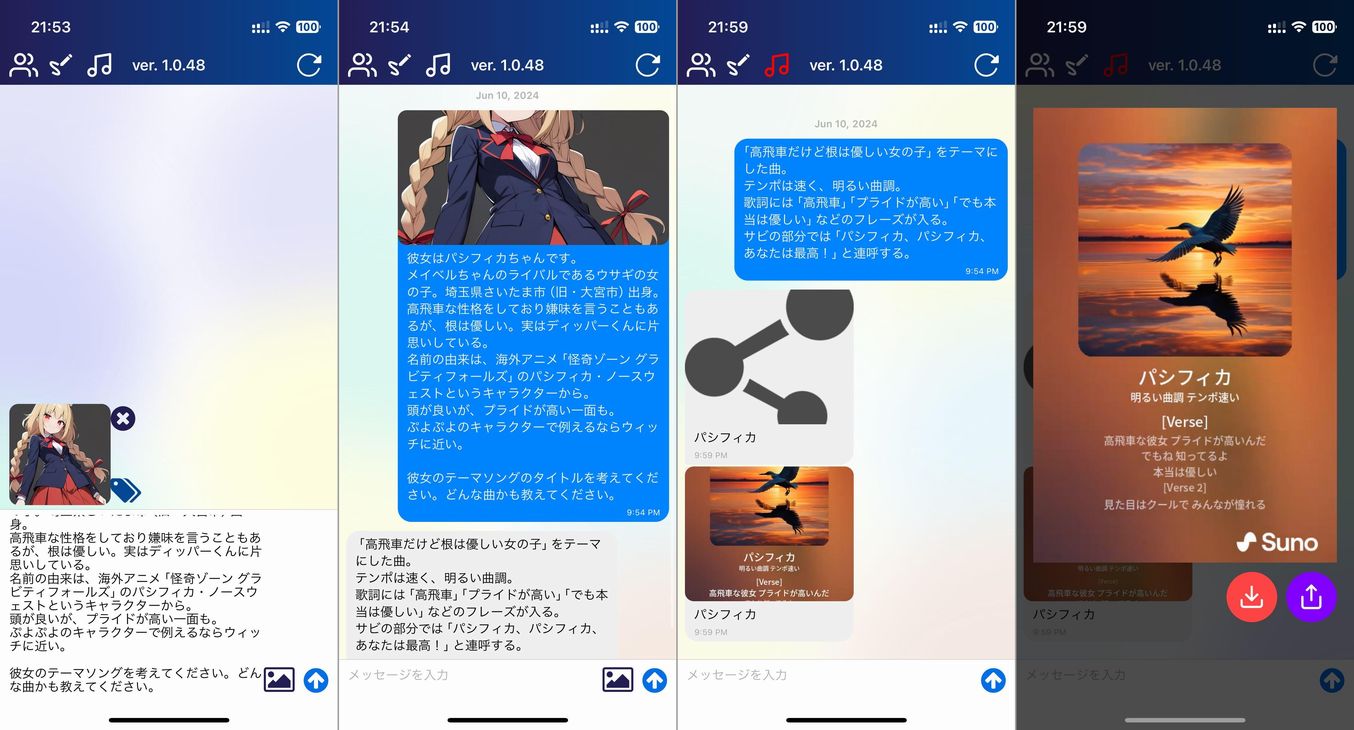 21:53
100
ver. 1.0.48
身。
高飛車な性格をしており嫌味を言うこともあ
るが、根は優しい。実はディッパーくんに片
思いしている。
名前の由来は、海外アニメ「怪奇ゾーン グラ
ビティフォールズ」のパシフィカ・ノースウ
ェストというキャラクターから。
頭が良いが、プライドが高い一面も。
ぷよぷよのキャラクターで例えるならウィッ
チに近い。
彼女のテーマソングを考えてください。どん
な曲かも教えてください。
21:54
100
ver. 1.0.48
Jun 10, 2024
彼女はパシフィカちゃんです。
メイベルちゃんのライバルであるウサギの女
の子。埼玉県さいたま市（旧・大宮市）出身。
高飛車な性格をしており嫌味を言うこともあ
るが、根は優しい。実はディッパーくんに片
思いしている。
名前の由来は、海外アニメ「怪奇ゾーン グラ
ビティフォールズ」のパシフィカ・ノースウ
ェストというキャラクターから。
頭が良いが、プライドが高い一面も。
ぷよぷよのキャラクターで例えるならウィッ
チに近い。
彼女のテーマソングのタイトルを考えてくだ
さい。どんな曲かも教えてください。
9:54 PM
「高飛車だけど根は優しい女の子」をテーマ
にした曲。
テンポは速く、明るい曲調。
歌詞には「高飛車」「プライドが高い」「でも本
当は優しい」などのフレーズが入る。
サビの部分では「パシフィカ、パシフィカ、
あなたは最高！」と連呼する。
メッセージを入力
21:59
100
ver. 1.0.48
Jun 10, 2024
「高飛車だけど根は優しい女の子」をテーマに
した曲。
テンポは速く、明るい曲調。
歌詞には「高飛車」「プライドが高い」「でも本
当は優しい」などのフレーズが入る。
サビの部分では「パシフィカ、パシフィカ、
あなたは最高！」と連呼する。
9:54 PM
パシフィカ
9:59 PM
パシフィカ
明るい曲調 テンポ速い
[Verse]
高飛車な彼女 プライドが高いんだ
パシフィカ
9:59 PM
メッセージを入力
21:59
100
ver. 1.0.48
パシフィカ
明るい曲調 テンポ速い
[Verse]
高飛車な彼女 プライドが高いんだ
でもね 知ってるよ
本当は優しい
[Verse 2]
見た目はクールで みんなが憧れる
Suno
[Verse]
高飛車な彼女 プライドが高いんだ
パシフィカ
9:59 PM
メッセージを入力